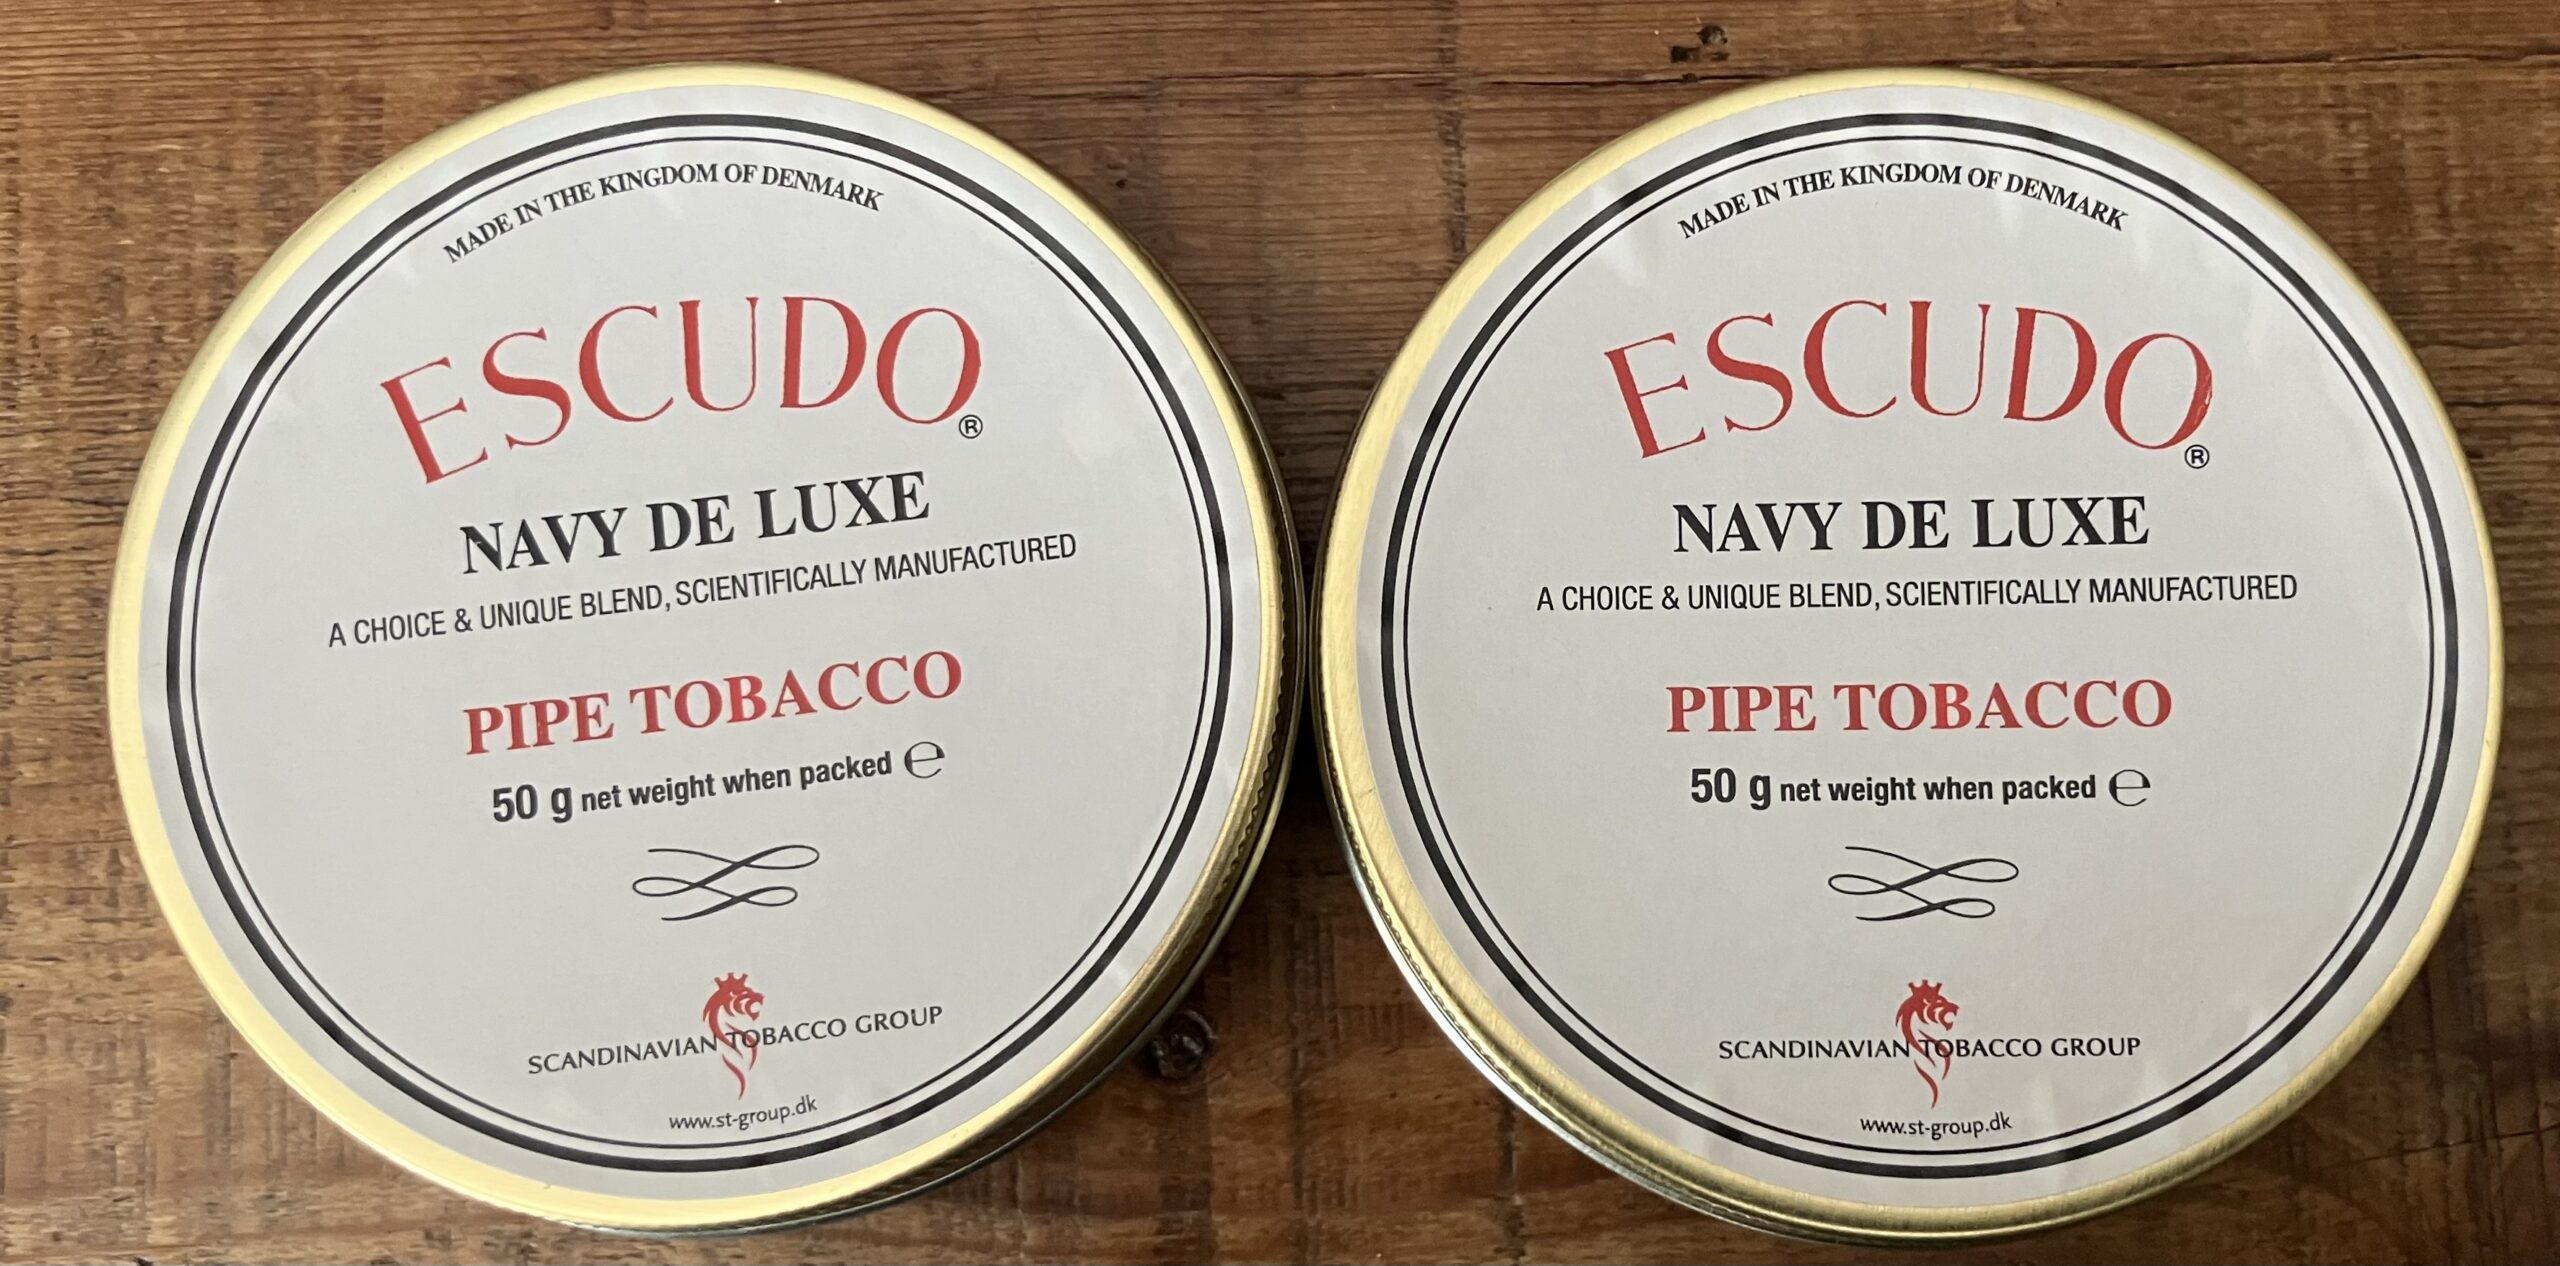 MADE IN THE KINGDOM OF DENMARK
ESCUDO®
NAVY DE LUXE
A CHOICE & UNIQUE BLEND, SCIENTIFICALLY MANUFACTURED
PIPE TOBACCO
50 g net weight when packed ℮
SCANDINAVIAN TOBACCO GROUP
www.st-group.dk
MADE IN THE KINGDOM OF DENMARK
ESCUDO®
NAVY DE LUXE
A CHOICE & UNIQUE BLEND, SCIENTIFICALLY MANUFACTURED
PIPE TOBACCO
50 g net weight when packed ℮
SCANDINAVIAN TOBACCO GROUP
www.st-group.dk